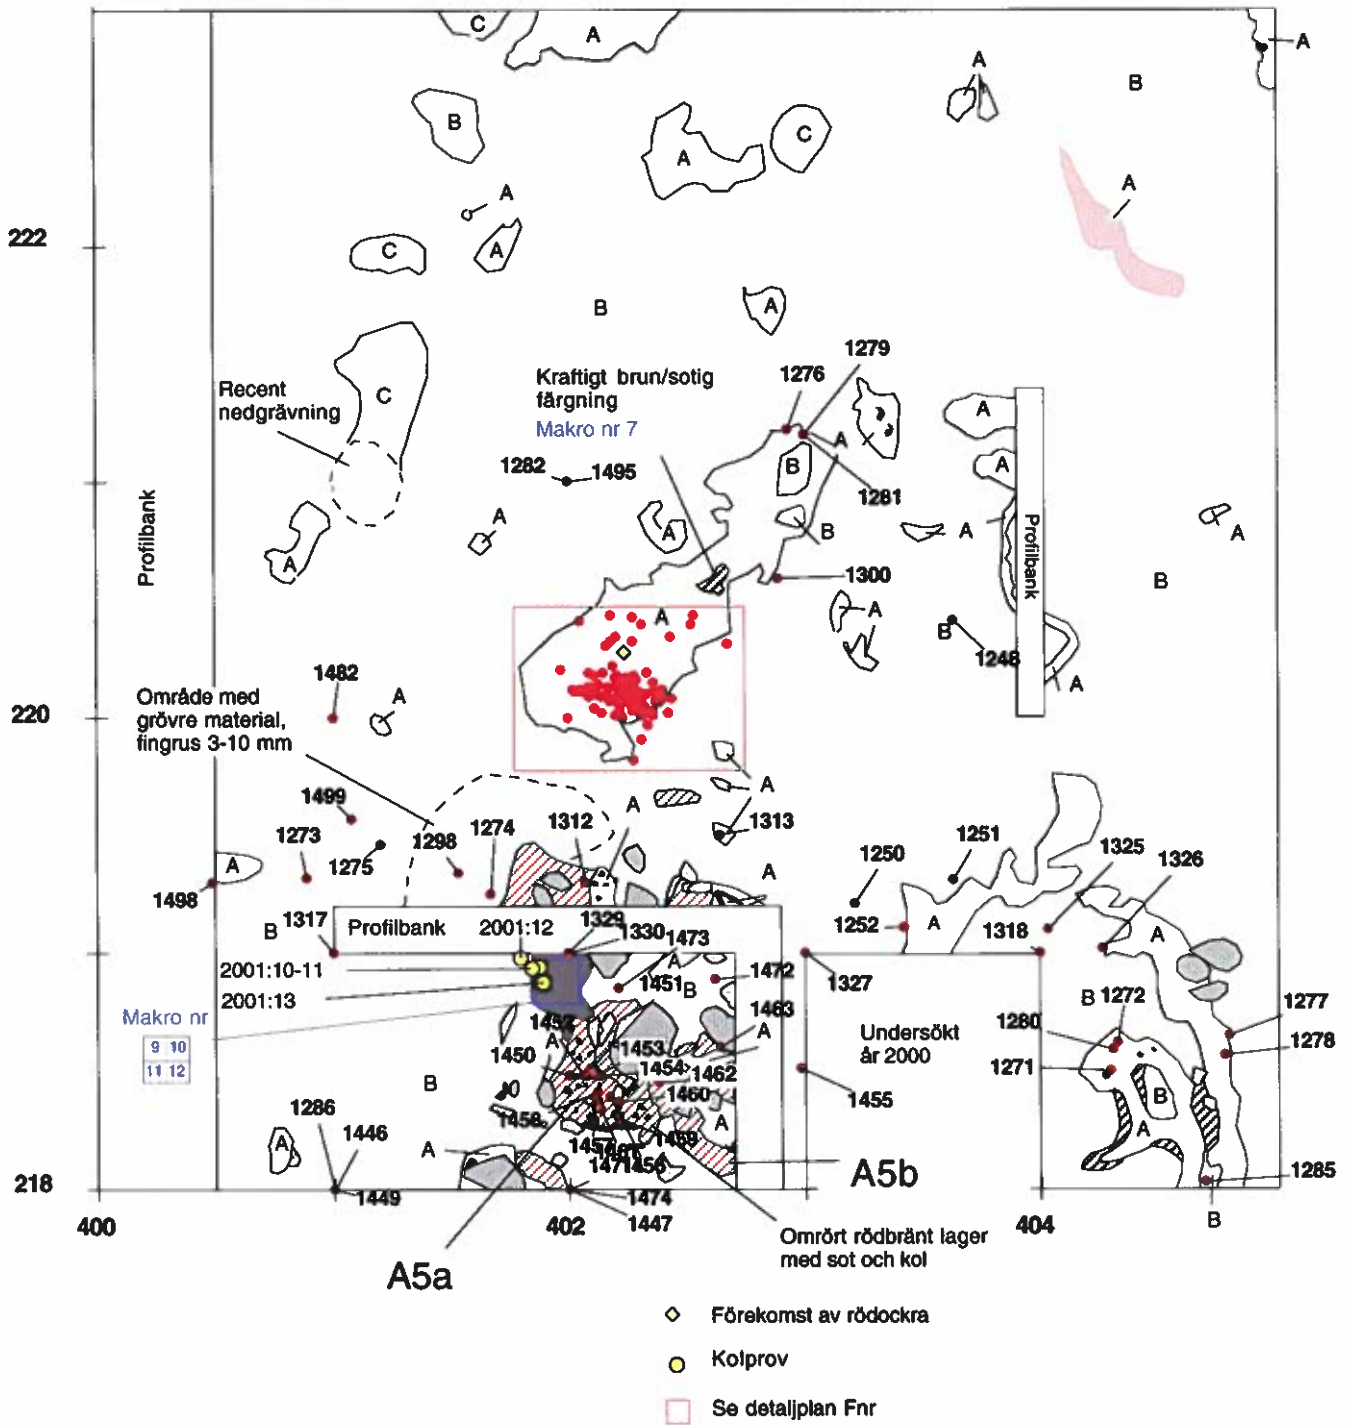 C
A
A
A
B
B
A
C
A
A
A
C
222
B
A
1279
1276
Kraftigt brun/sotig
färgning
Makro nr 7
Recent
nedgrävning
C
A
A
B
1282
1495
A
1281
Profilbank
A
A
B
A
Profilbank
A
A
1300
B
A
A
B
1248
1482
A
A
Område med
grövre material,
fingrus 3-10 mm
220
A
A
1499
1312
1313
1273
1298
1274
1251
1325
1275
1250
1326
A
A
1498
B
1317
Profilbank
2001:12
1329
1330
1473
1252
A
1318
A
2001:10-11
A
1451
1472
1327
2001:13
B
B
1272
1277
Makro nr
1463
9 10
11 12
1452
A
A
Undersökt
år 2000
1280
1278
1450
1453
1454
1462
1271
B
1460
1455
B
1286
1458
A
A
1446
A
A
1459
1456
A5b
1285
218
1449
1474
1447
400
402
404
B
Omrört rödbränt lager
med sot och kol
A5a
Förekomst av rödockra
Kolprov
Se detaljplan Fnr